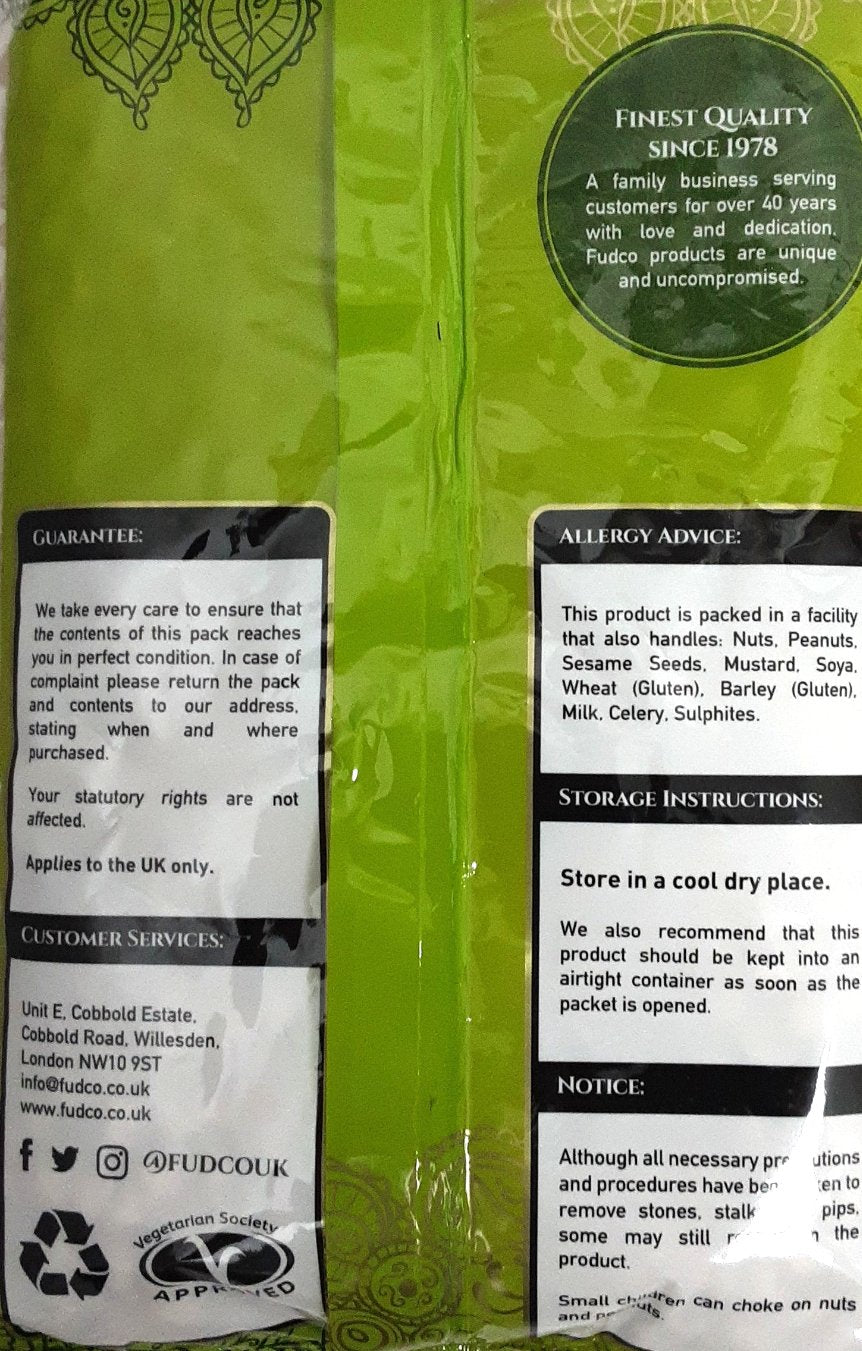 FINEST QUALITY
SINCE 1978
A family business serving
customers for over 40 years
with love and dedication.
Fudco products are unique
and uncompromised.
GUARANTEE:
We take every care to ensure that
the contents of this pack reaches
you in perfect condition. In case of
complaint please return the pack
and contents to our address,
stating when and where
purchased.
Your statutory rights are not
affected.
Applies to the UK only.
CUSTOMER SERVICES:
Unit E, Cobbold Estate,
Cobbold Road, Willesden,
London NW10 9ST
info@fudco.co.uk
www.fudco.co.uk
@FUDCOUK
Vegetarian Society
APPROVED
ALLERGY ADVICE:
This product is packed in a facility
that also handles: Nuts, Peanuts,
Sesame Seeds, Mustard, Soya,
Wheat (Gluten), Barley (Gluten),
Milk, Celery, Sulphites.
STORAGE INSTRUCTIONS:
Store in a cool dry place.
We also recommend that this
product should be kept into an
airtight container as soon as the
packet is opened.
NOTICE:
Although all necessary
and procedures have to
remove stones, pips,
some may still the
product.
Small children can choke on nuts
and